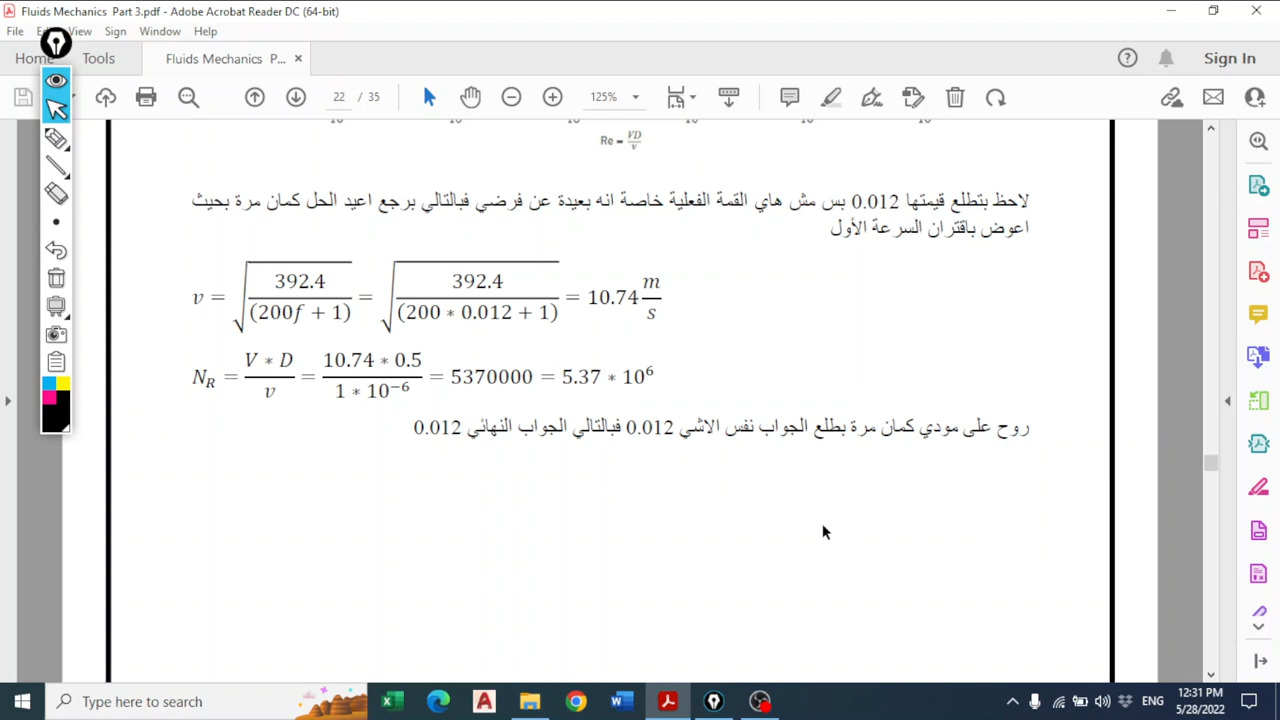 Fluids Mechanics Part 3.pdf - Adobe Acrobat Reader DC (64-bit)
File View Sign Window Help
Home Tools Fluids Mechanics P... Sign In
22 / 35 125%
Re = VD/v
لاحظ بتطلع قيمتها 0.012 بس مش هاي القمة الفعلية خاصة انه بعيدة عن فرضي فبالتالي برجع اعيد الحل كمان مرة بحيث
اعوض باقتران السرعة الأول
v = √(392.4/(200f + 1)) = √(392.4/(200 ∗ 0.012 + 1)) = 10.74 m/s
N_R = V ∗ D/v = 10.74 ∗ 0.5/1 ∗ 10⁻⁶ = 5370000 = 5.37 ∗ 10⁶
روح على مودي كمان مرة بطلع الجواب نفس الاشي 0.012 فبالتالي الجواب النهائي 0.012
Type here to search
ENG
12:31 PM
5/28/2022